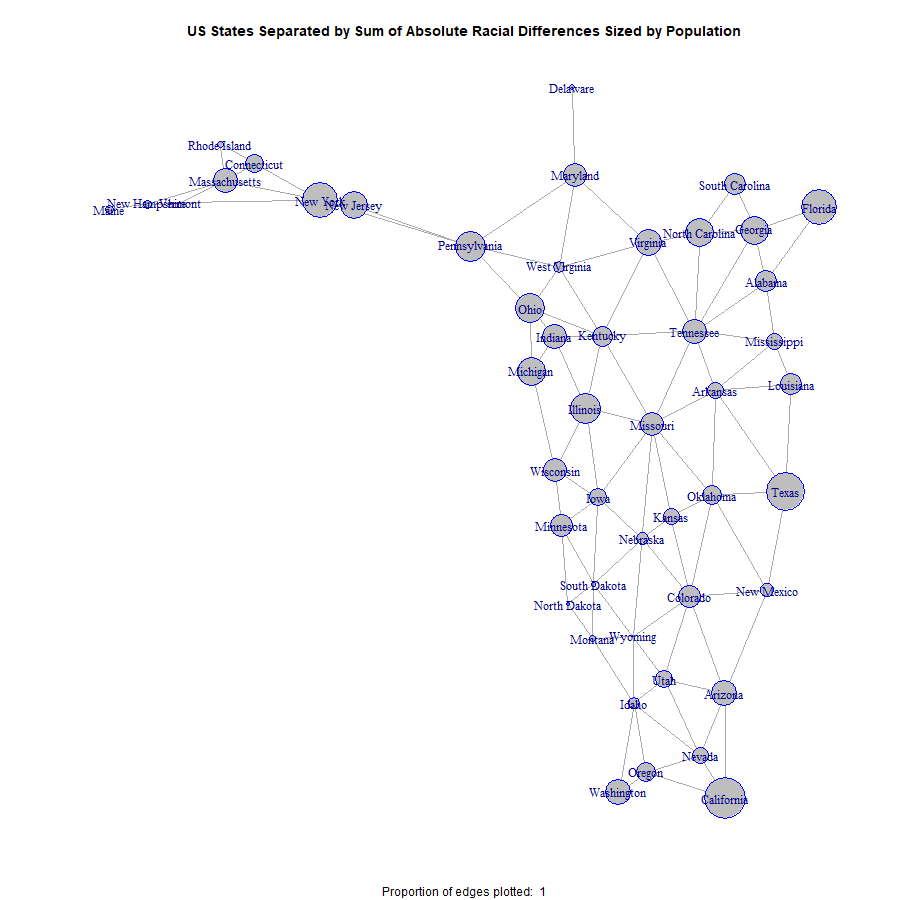 US States Separated by Sum of Absolute Racial Differences Sized by Population
Delaware
Rhode Island
Connecticut
Maryland
Massachusetts
South Carolina
New Hampshire
Vermont
Maine
New York
New Jersey
Florida
Pennsylvania
Virginia
North Carolina
Georgia
West Virginia
Alabama
Ohio
Indiana
Kentucky
Tennessee
Mississippi
Michigan
Illinois
Arkansas
Louisiana
Missouri
Wisconsin
Iowa
Oklahoma
Texas
Minnesota
Kansas
Nebraska
South Dakota
North Dakota
Colorado
New Mexico
Montana
Wyoming
Utah
Arizona
Idaho
Nevada
Oregon
Washington
California
Proportion of edges plotted: 1